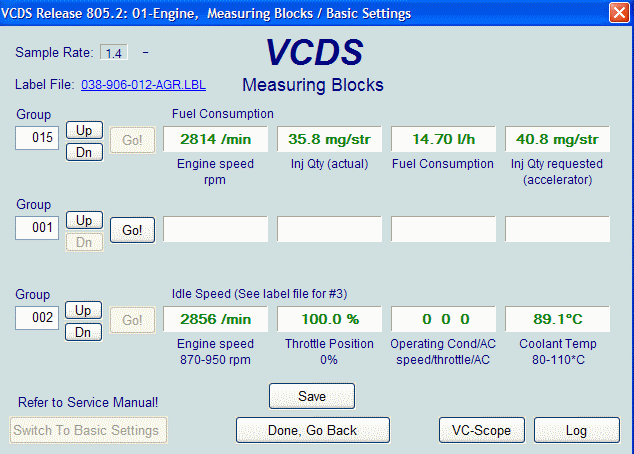 VCDS Release 805.2: 01-Engine, Measuring Blocks / Basic Settings
Sample Rate: 1.4 -
VCDS
Label File: 038-906-012-AGR.LBL
Measuring Blocks
Group
Fuel Consumption
015 Up Dn Go! 2814 /min 35.8 mg/str 14.70 l/h 40.8 mg/str
Engine speed Inj Qty (actual) Fuel Consumption Inj Qty requested
rpm (accelerator)
Group
001 Up Dn Go!
Group
Idle Speed (See label file for #3)
002 Up Dn Go! 2856 /min 100.0 % 0 0 0 89.1°C
Engine speed Throttle Position Operating Cond/AC Coolant Temp
870-950 rpm 0% speed/throttle/AC 80-110*C
Refer to Service Manual!
Save
Switch To Basic Settings
Done, Go Back
VC-Scope
Log